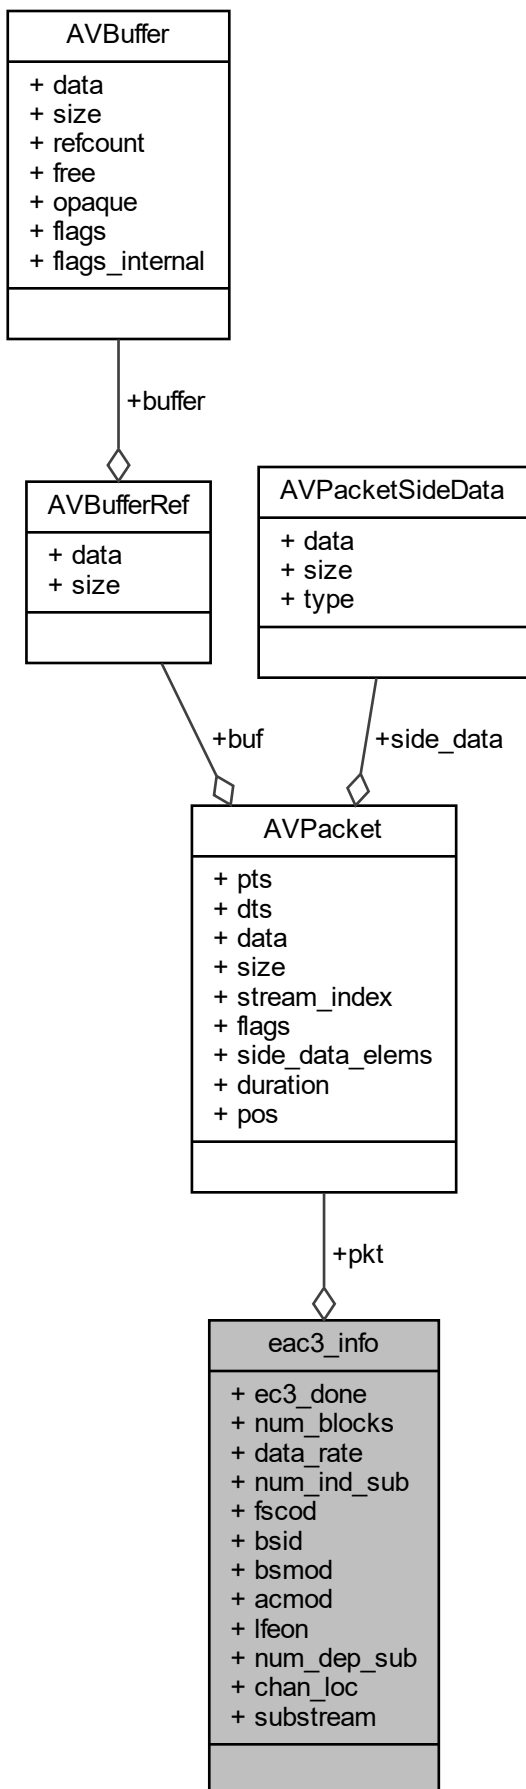 AVBuffer
+ data
+ size
+ refcount
+ free
+ opaque
+ flags
+ flags_internal
+buffer
AVBufferRef
+ data
+ size
AVPacketSideData
+ data
+ size
+ type
+buf
+side_data
AVPacket
+ pts
+ dts
+ data
+ size
+ stream_index
+ flags
+ side_data_elems
+ duration
+ pos
+pkt
eac3_info
+ ec3_done
+ num_blocks
+ data_rate
+ num_ind_sub
+ fscod
+ bsid
+ bsmod
+ acmod
+ lfeon
+ num_dep_sub
+ chan_loc
+ substream